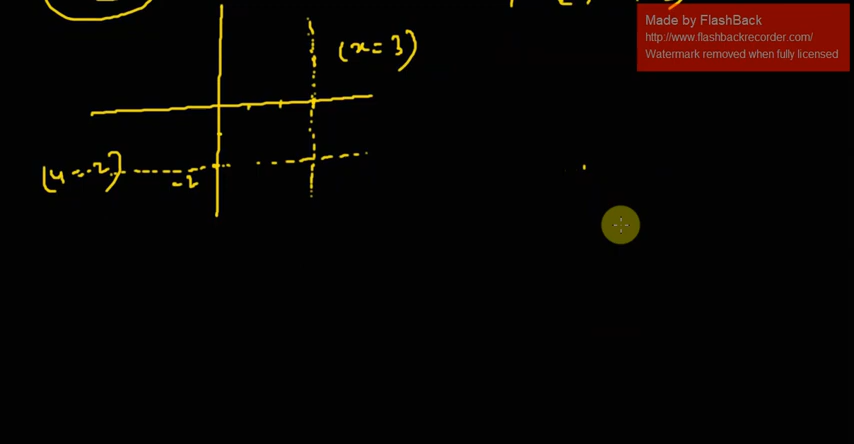 Made by FlashBack
http://www.flashbackrecorder.com/
Watermark removed when fully licensed
(x = 3)
(y = -2)
-2